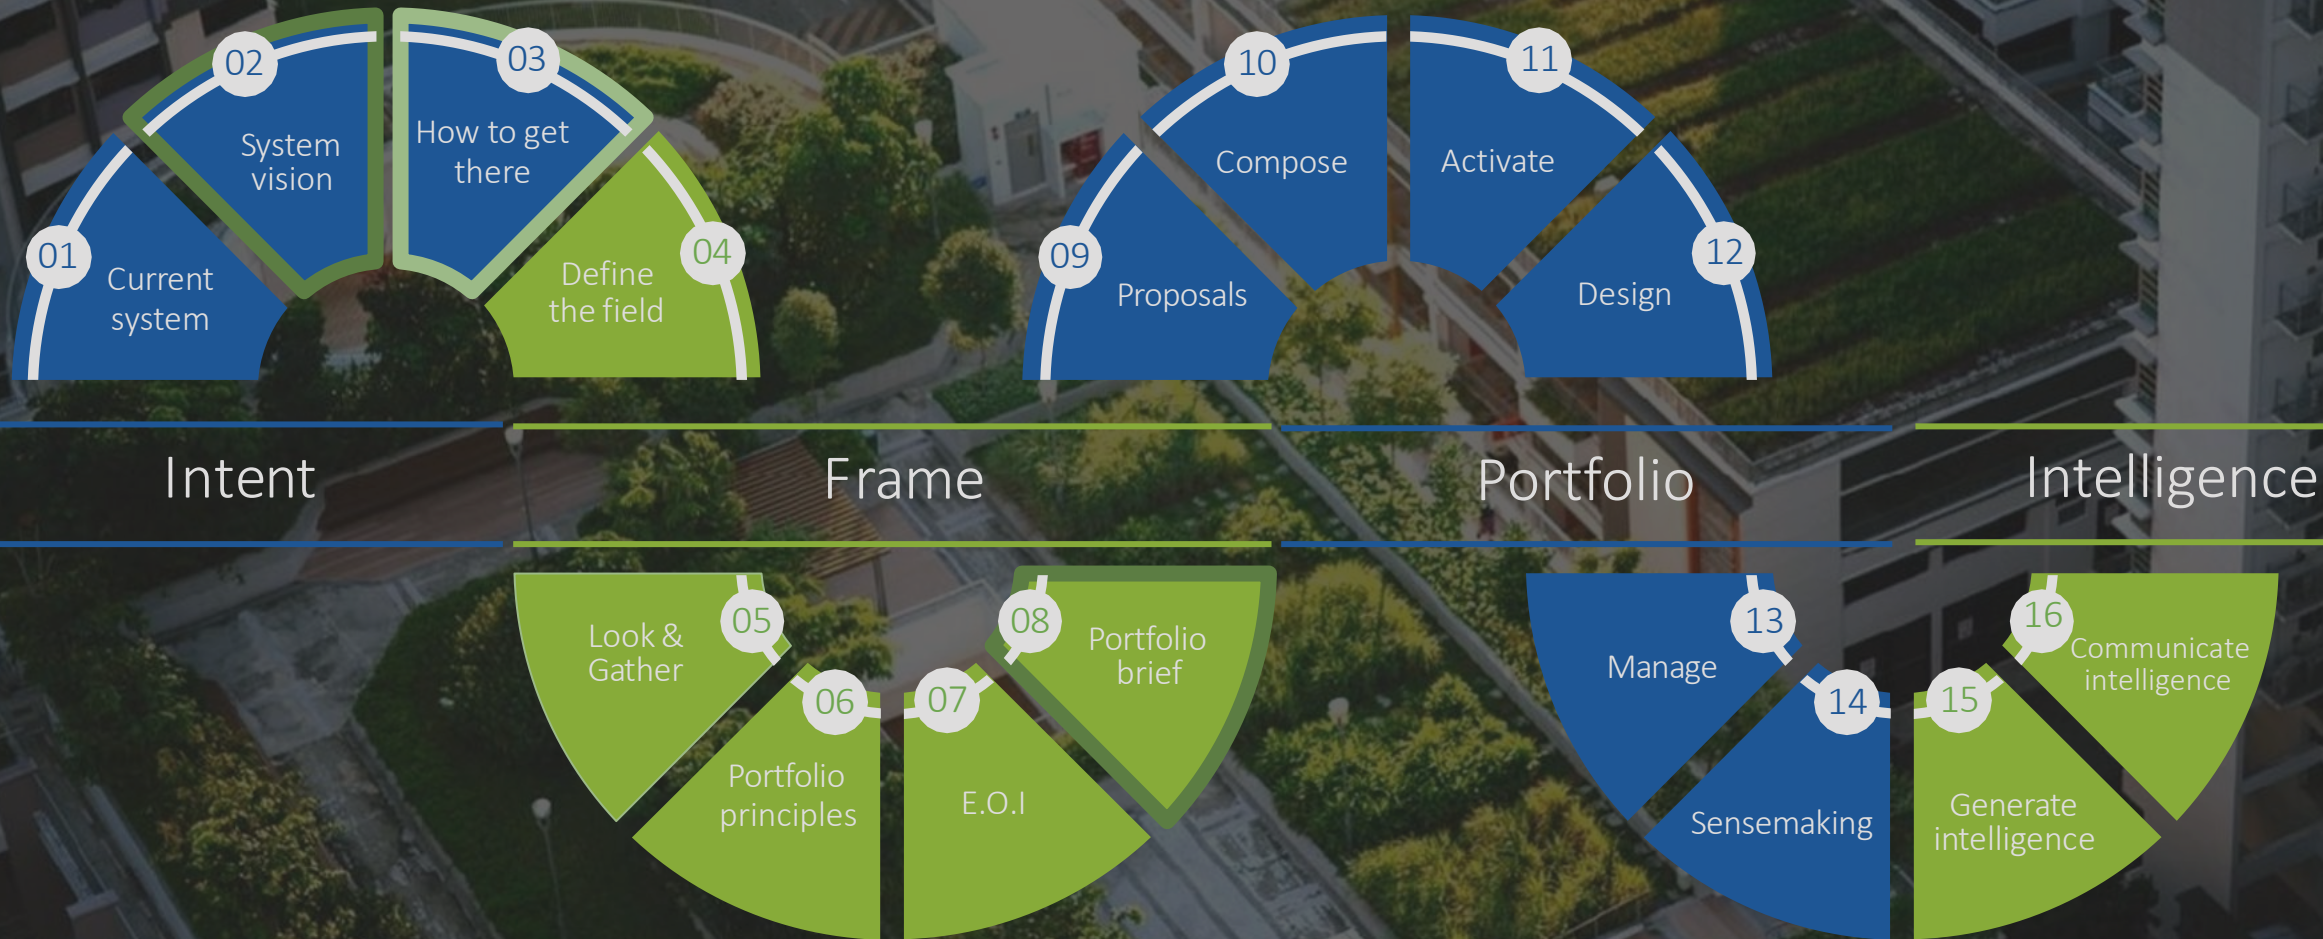 01
Current
system
02
System
vision
03
How to get
there
04
Define
the field
09
Proposals
10
Compose
11
Activate
12
Design
Intent
Frame
Portfolio
Intelligence
05
Look &
Gather
06
Portfolio
principles
07
E.O.I
08
Portfolio
brief
13
Manage
14
Sensemaking
15
Generate
intelligence
16
Communicate
intelligence